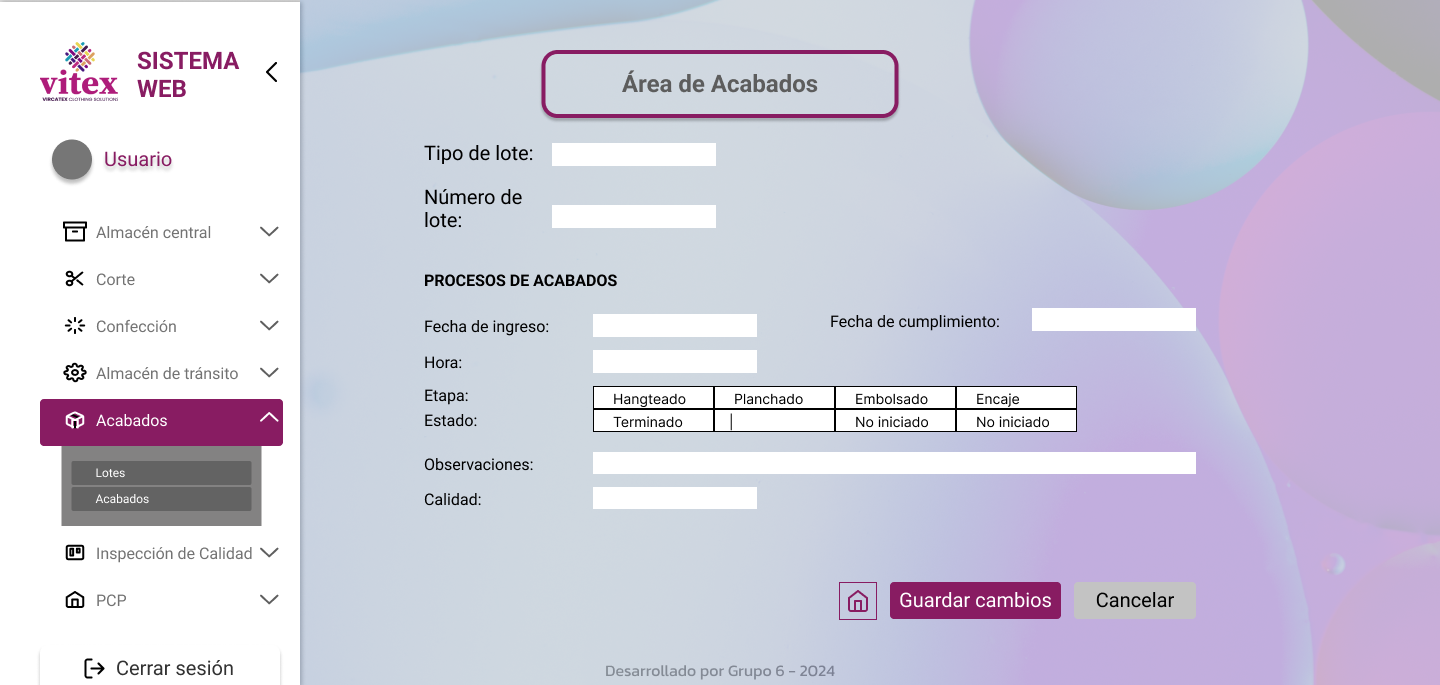 vitex
VIRCATEX CLOTHING SOLUTIONS
SISTEMA
WEB
Usuario
Almacén central
Corte
Confección
Almacén de tránsito
Acabados
Lotes
Acabados
Inspección de Calidad
PCP
Cerrar sesión
Área de Acabados
Tipo de lote:
Número de
lote:
PROCESOS DE ACABADOS
Fecha de ingreso:
Fecha de cumplimiento:
Hora:
Etapa: Hangteado Planchado Embolsado Encaje
Estado: Terminado No iniciado No iniciado
Observaciones:
Calidad:
Guardar cambios Cancelar
Desarrollado por Grupo 6 - 2024